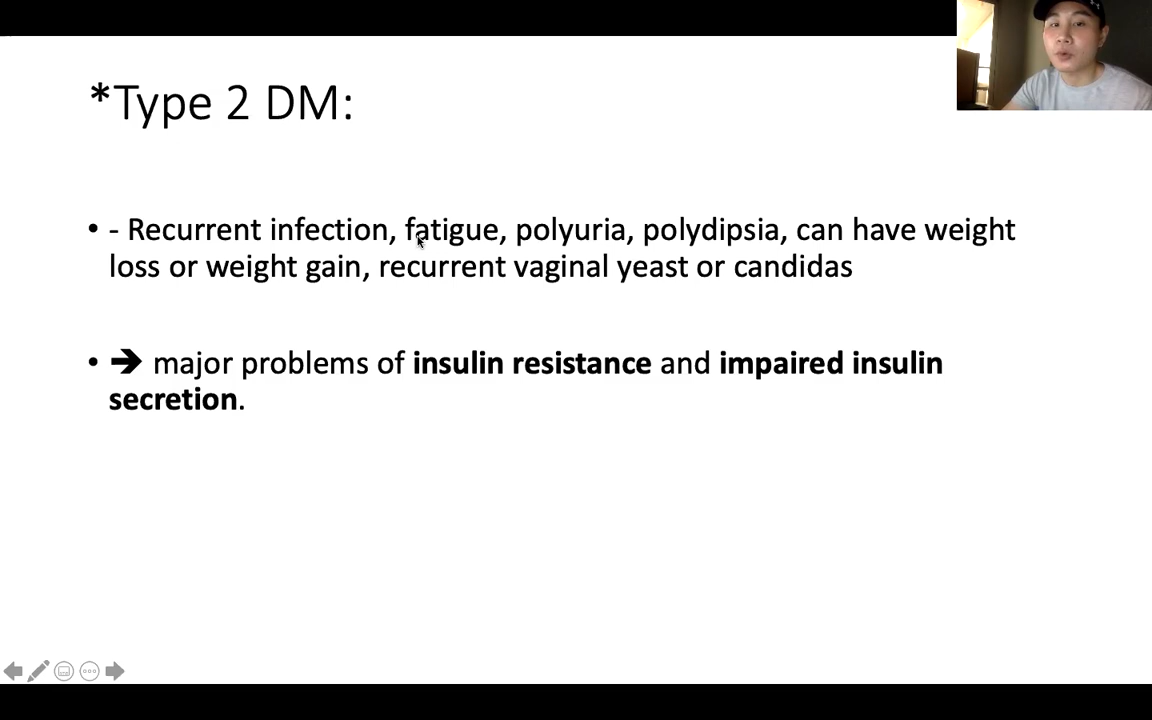 *Type 2 DM:
• - Recurrent infection, fatigue, polyuria, polydipsia, can have weight
loss or weight gain, recurrent vaginal yeast or candidas
• ➔ major problems of insulin resistance and impaired insulin
secretion.